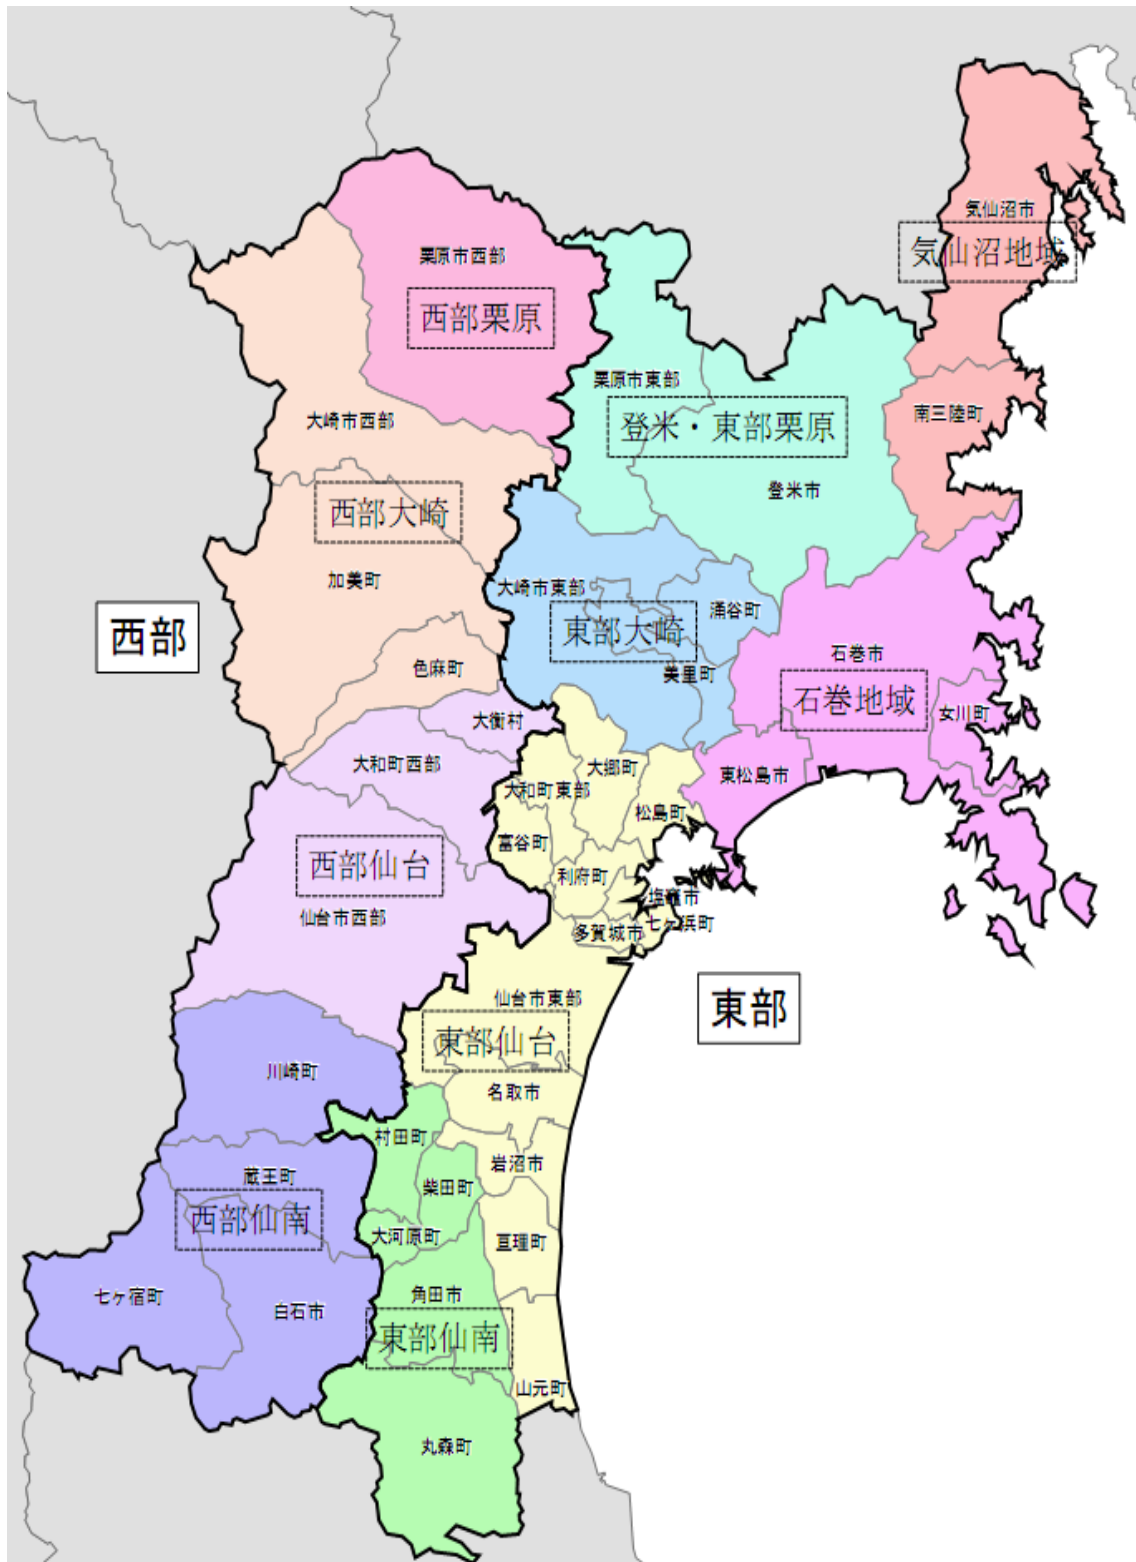 気仙沼市
気仙沼地域
栗原市西部
西部栗原
栗原市東部
登米・東部栗原
南三陸町
大崎市西部
登米市
西部大崎
加美町
大崎市東部
涌谷町
東部大崎
西部
石巻市
色麻町
美里町
石巻地域
女川町
大衡村
大和町西部
大郷町
東松島市
大和町東部
松島町
富谷町
西部仙台
利府町
塩竈市
仙台市西部
七ヶ浜町
多賀城市
仙台市東部
東部
東部仙台
川崎町
名取市
村田町
岩沼市
蔵王町
柴田町
西部仙南
大河原町
亘理町
七ヶ宿町
白石市
角田市
東部仙南
山元町
丸森町